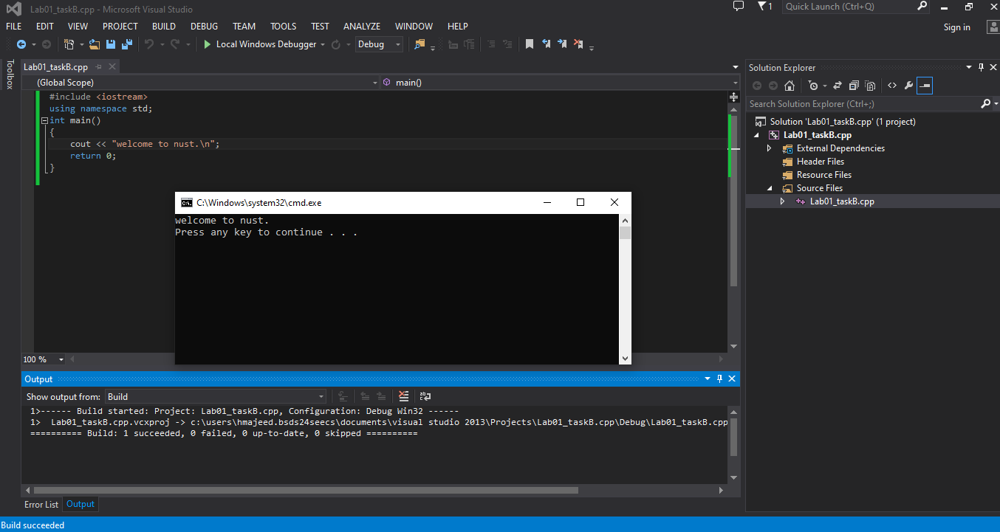 Lab01_taskB.cpp - Microsoft Visual Studio
1
Quick Launch (Ctrl+Q)
FILE EDIT VIEW PROJECT BUILD DEBUG TEAM TOOLS TEST ANALYZE WINDOW HELP
Sign in
Local Windows Debugger
Debug
Toolbox
Lab01_taskB.cpp
(Global Scope)
main()
#include <iostream>
using namespace std;
int main()
{
cout << "welcome to nust.\n";
return 0;
}
C:\Windows\system32\cmd.exe
welcome to nust.
Press any key to continue . . .
100 %
Output
Show output from: Build
1>------ Build started: Project: Lab01_taskB.cpp, Configuration: Debug Win32 ------
1>  Lab01_taskB.cpp.vcxproj -> c:\users\hmajeed.bsds24seecs\documents\visual studio 2013\Projects\Lab01_taskB.cpp\Debug\Lab01_taskB.cpp
========== Build: 1 succeeded, 0 failed, 0 up-to-date, 0 skipped ==========
Error List
Output
Build succeeded
Solution Explorer
Search Solution Explorer (Ctrl+;)
Solution 'Lab01_taskB.cpp' (1 project)
Lab01_taskB.cpp
External Dependencies
Header Files
Resource Files
Source Files
Lab01_taskB.cpp